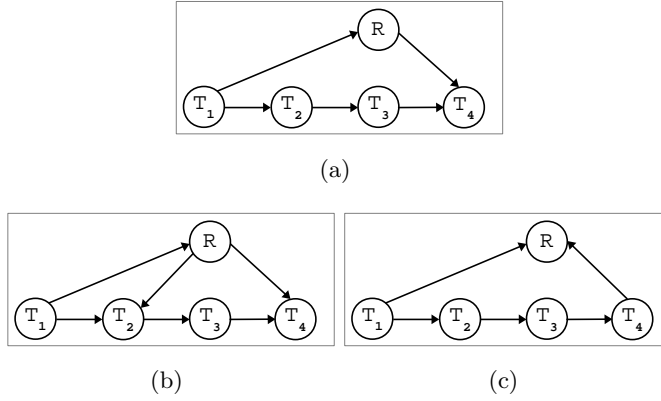 R
T₁ T₂ T₃ T₄
(a)
R R
T₁ T₂ T₃ T₄ T₁ T₂ T₃ T₄
(b) (c)